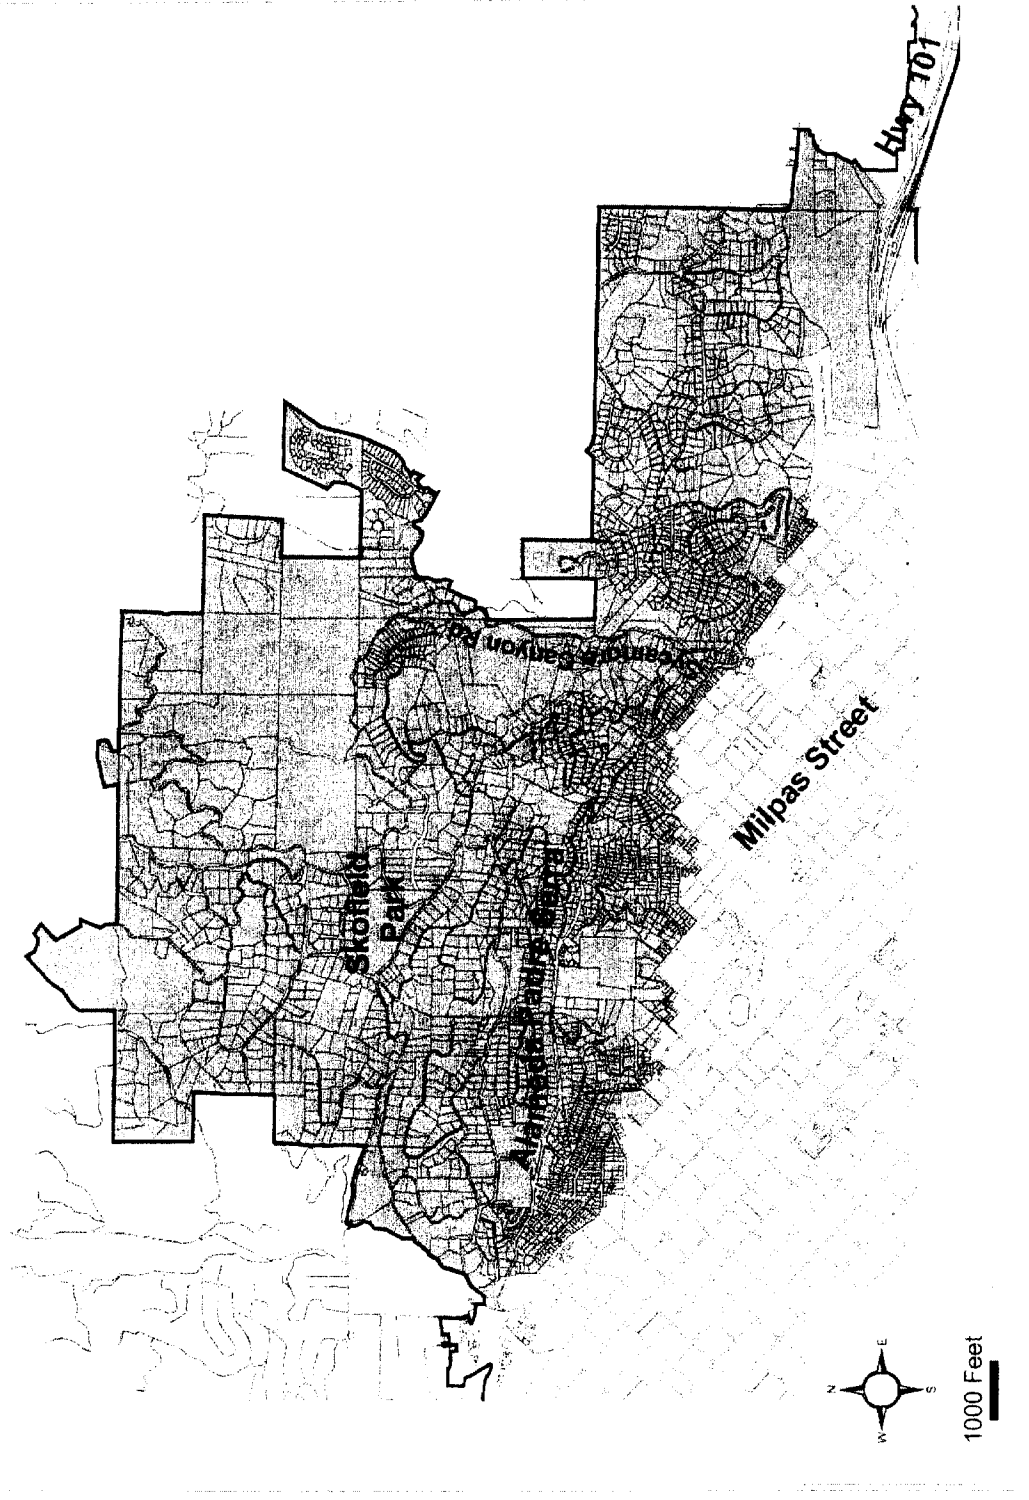 Hwy 101
Sycamore Canyon Rd
Milpas Street
Skofield
Park
Alameda Padre Serra
N
W
E
S
1000 Feet